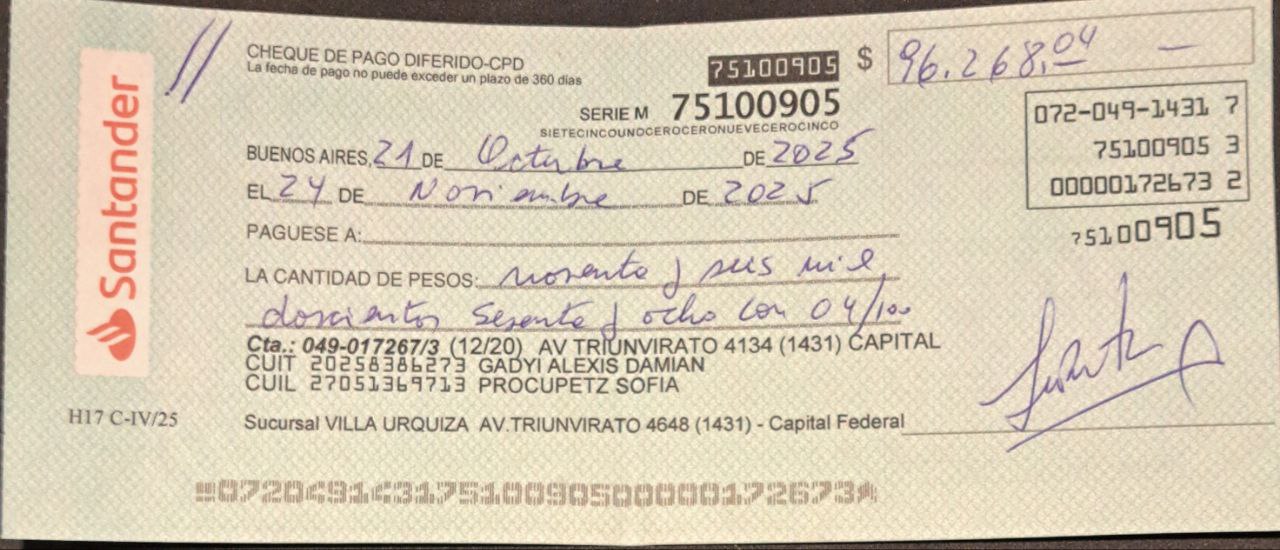 Santander
CHEQUE DE PAGO DIFERIDO-CPD
La fecha de pago no puede exceder un plazo de 360 días
75100905 $ 96.268,04 —
SERIE M 75100905
SIETECINCOUNOCEROCERONUEVECEROCINCO
072-049-1431 7
75100905 3
00000172673 2
75100905
BUENOS AIRES, 21 DE Octubre DE 2025
EL 24 DE Noviembre DE 2025
PAGUESE A:
LA CANTIDAD DE PESOS: noventa y seis mil
doscientos sesenta y ocho con 04/100
Cta.: 049-017267/3 (12/20) AV TRIUNVIRATO 4134 (1431) CAPITAL
CUIT 20258386273 GADYI ALEXIS DAMIAN
CUIL 27051369713 PROCUPETZ SOFIA
H17 C-IV/25
Sucursal VILLA URQUIZA AV.TRIUNVIRATO 4648 (1431) - Capital Federal
07204914317510090500000172673